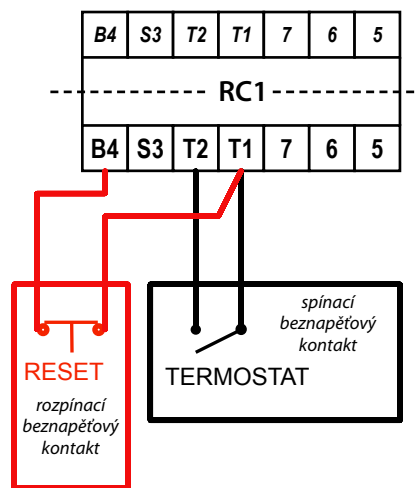 B4 S3 T2 T1 7 6 5
RC1
B4 S3 T2 T1 7 6 5
spínací
beznapěťový
kontakt
RESET
TERMOSTAT
rozpínací
beznapěťový
kontakt